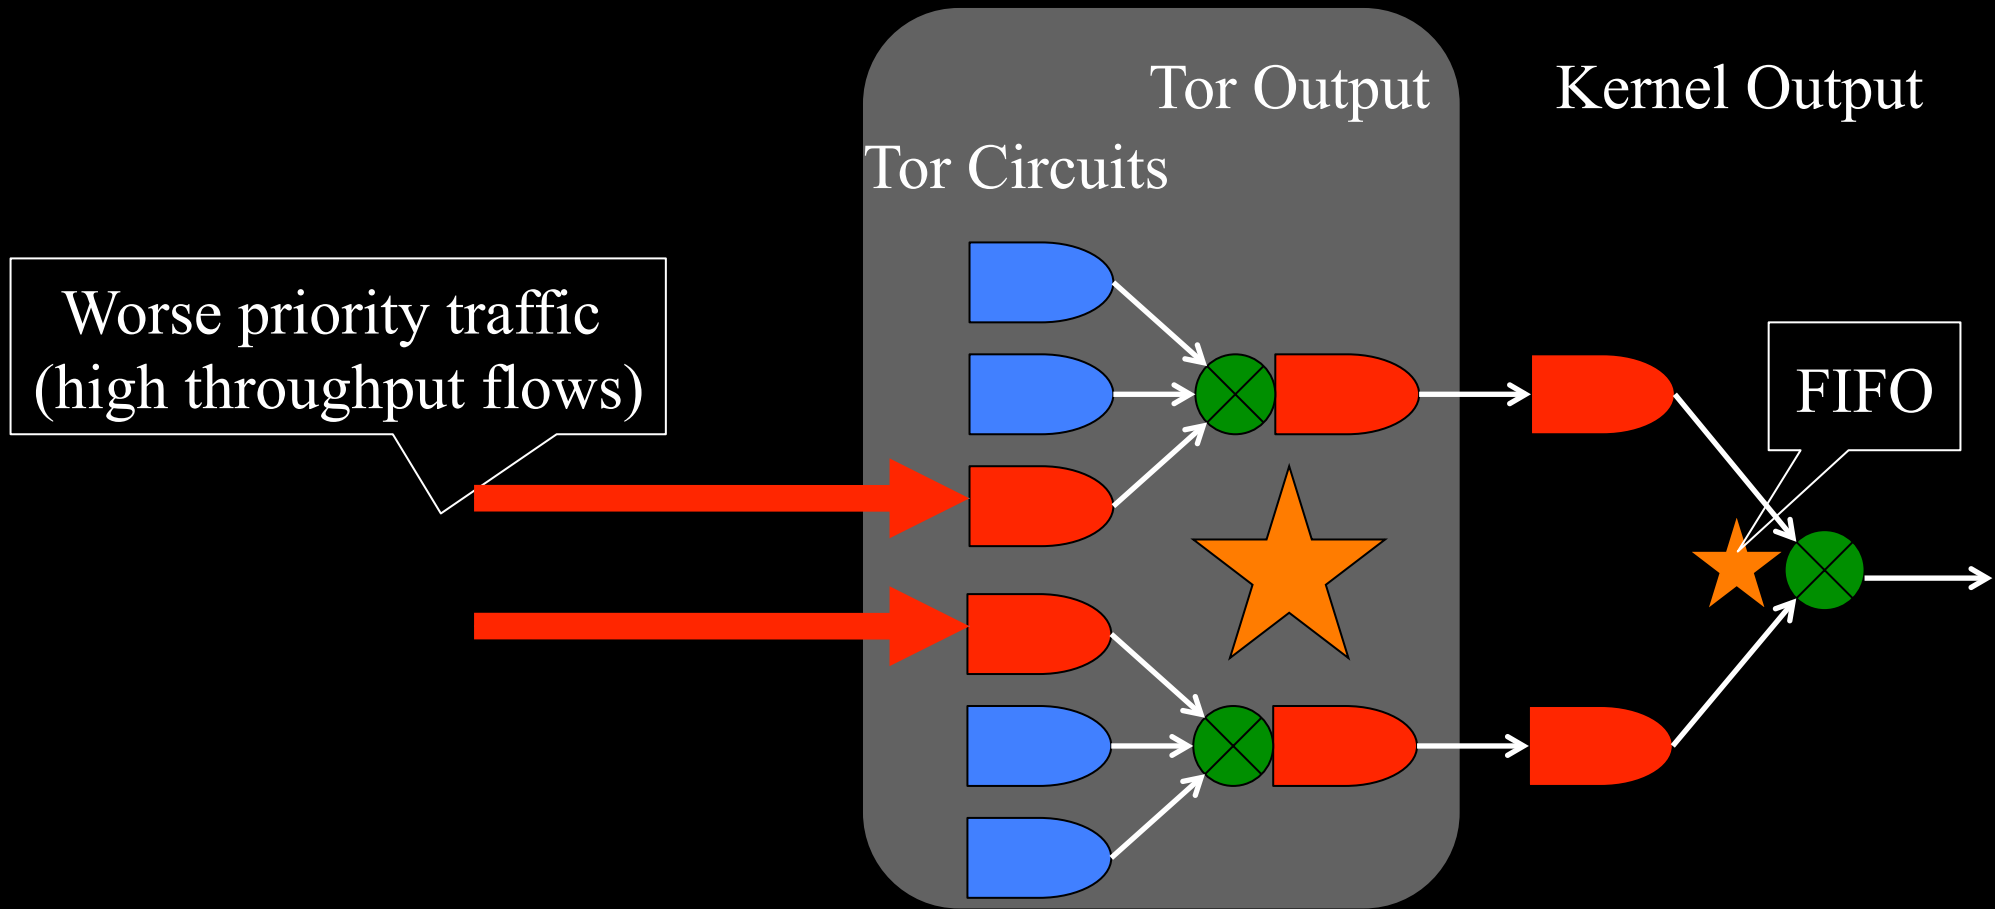 Tor Output
Kernel Output
Tor Circuits
Worse priority traffic
(high throughput flows)
FIFO